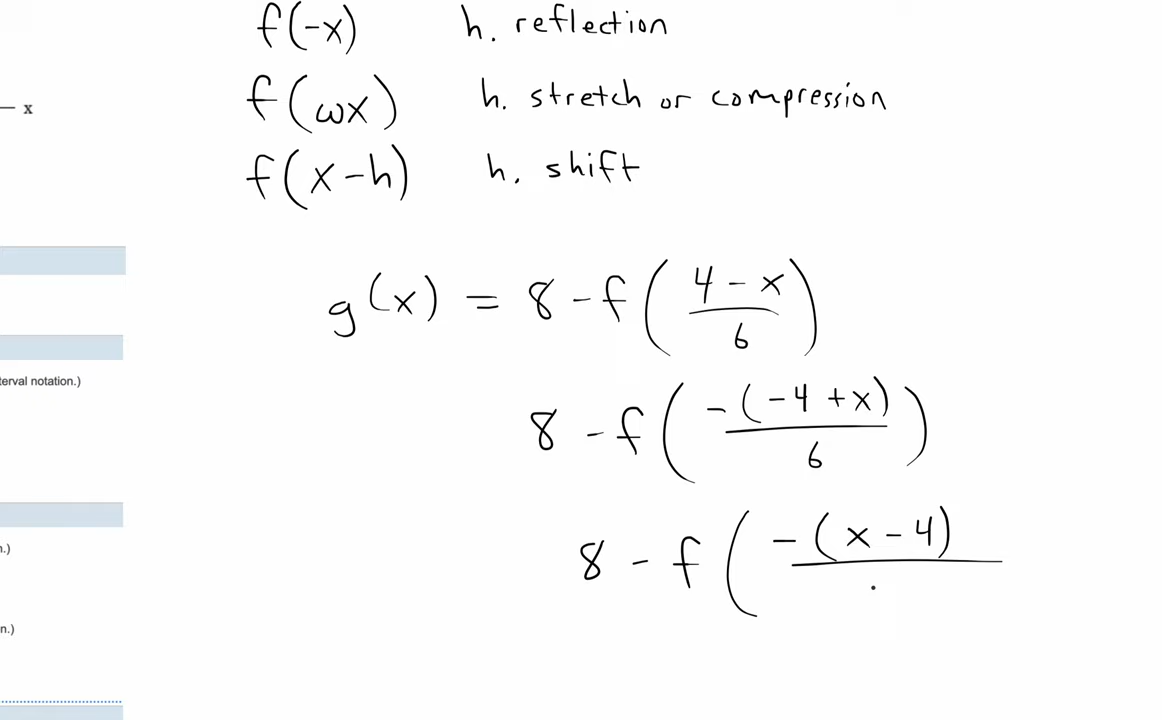 f(-x) h. reflection
x
f(ωx) h. stretch or compression
f(x-h) h. shift
g(x) = 8 - f( (4 - x)/6 )
terval notation.)
8 - f( -(-4 + x)/6 )
n.)
8 - f( -(x - 4)/
n.)